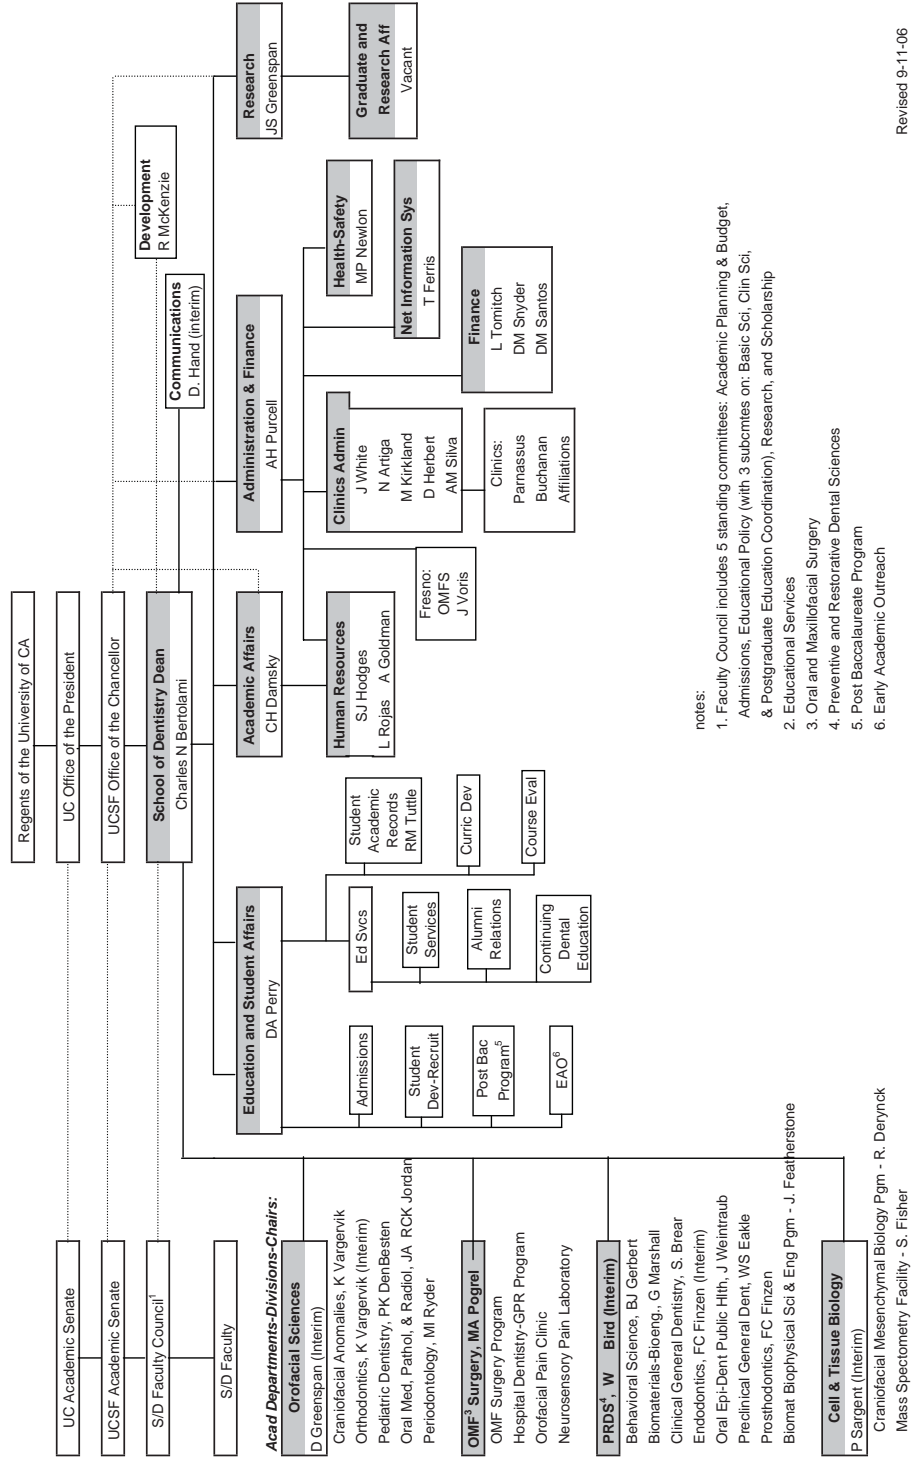 Regents of the University of CA
UC Office of the President
UCSF Office of the Chancellor
School of Dentistry Dean
Charles N Bertolami
Communications
D. Hand (interim)
Development
R McKenzie
UC Academic Senate
UCSF Academic Senate
S/D Faculty Council1
S/D Faculty
Education and Student Affairs
DA Perry
Academic Affairs
CH Damsky
Administration & Finance
AH Purcell
Research
JS Greenspan
Graduate and
Research Aff
Vacant
Admissions
Student
Dev-Recruit
Post Bac
Program5
EAO6
Ed Svcs
Student
Services
Alumni
Relations
Continuing
Dental
Education
Student
Academic
Records
RM Tuttle
Curric Dev
Course Eval
Human Resources
SJ Hodges
L Rojas A Goldman
Fresno:
OMFS
J Voris
Clinics Admin
J White
N Artiga
M Kirkland
D Herbert
AM Silva
Clinics:
Parnassus
Buchanan
Affiliations
Finance
L Tomitch
DM Snyder
DM Santos
Net Information Sys
T Ferris
Health-Safety
MP Newlon
Acad Departments-Divisions-Chairs:
Orofacial Sciences
D Greenspan (Interim)
Craniofacial Anomalies, K Vargervik
Orthodontics, K Vargervik (Interim)
Pediatric Dentistry, PK DenBesten
Oral Med, Pathol, & Radiol, JA RCK Jordan
Periodontology, MI Ryder
OMF3 Surgery, MA Pogrel
OMF Surgery Program
Hospital Dentistry-GPR Program
Orofacial Pain Clinic
Neurosensory Pain Laboratory
PRDS4, W Bird (Interim)
Behavioral Science, BJ Gerbert
Biomaterials-Bioeng,, G Marshall
Clinical General Dentistry, S. Brear
Endodontics, FC Finzen (Interim)
Oral Epi-Dent Public Hlth, J Weintraub
Preclinical General Dent, WS Eakle
Prosthodontics, FC Finzen
Biomat Biophysical Sci & Eng Pgm - J. Featherstone
Cell & Tissue Biology
P Sargent (Interim)
Craniofacial Mesenchymal Biology Pgm - R. Derynck
Mass Spectometry Facility - S. Fisher
notes:
1. Faculty Council includes 5 standing committees: Academic Planning & Budget,
Admissions, Educational Policy (with 3 subcmtes on: Basic Sci, Clin Sci,
& Postgraduate Education Coordination), Research, and Scholarship
2. Educational Services
3. Oral and Maxillofacial Surgery
4. Preventive and Restorative Dental Sciences
5. Post Baccalaureate Program
6. Early Academic Outreach
Revised 9-11-06